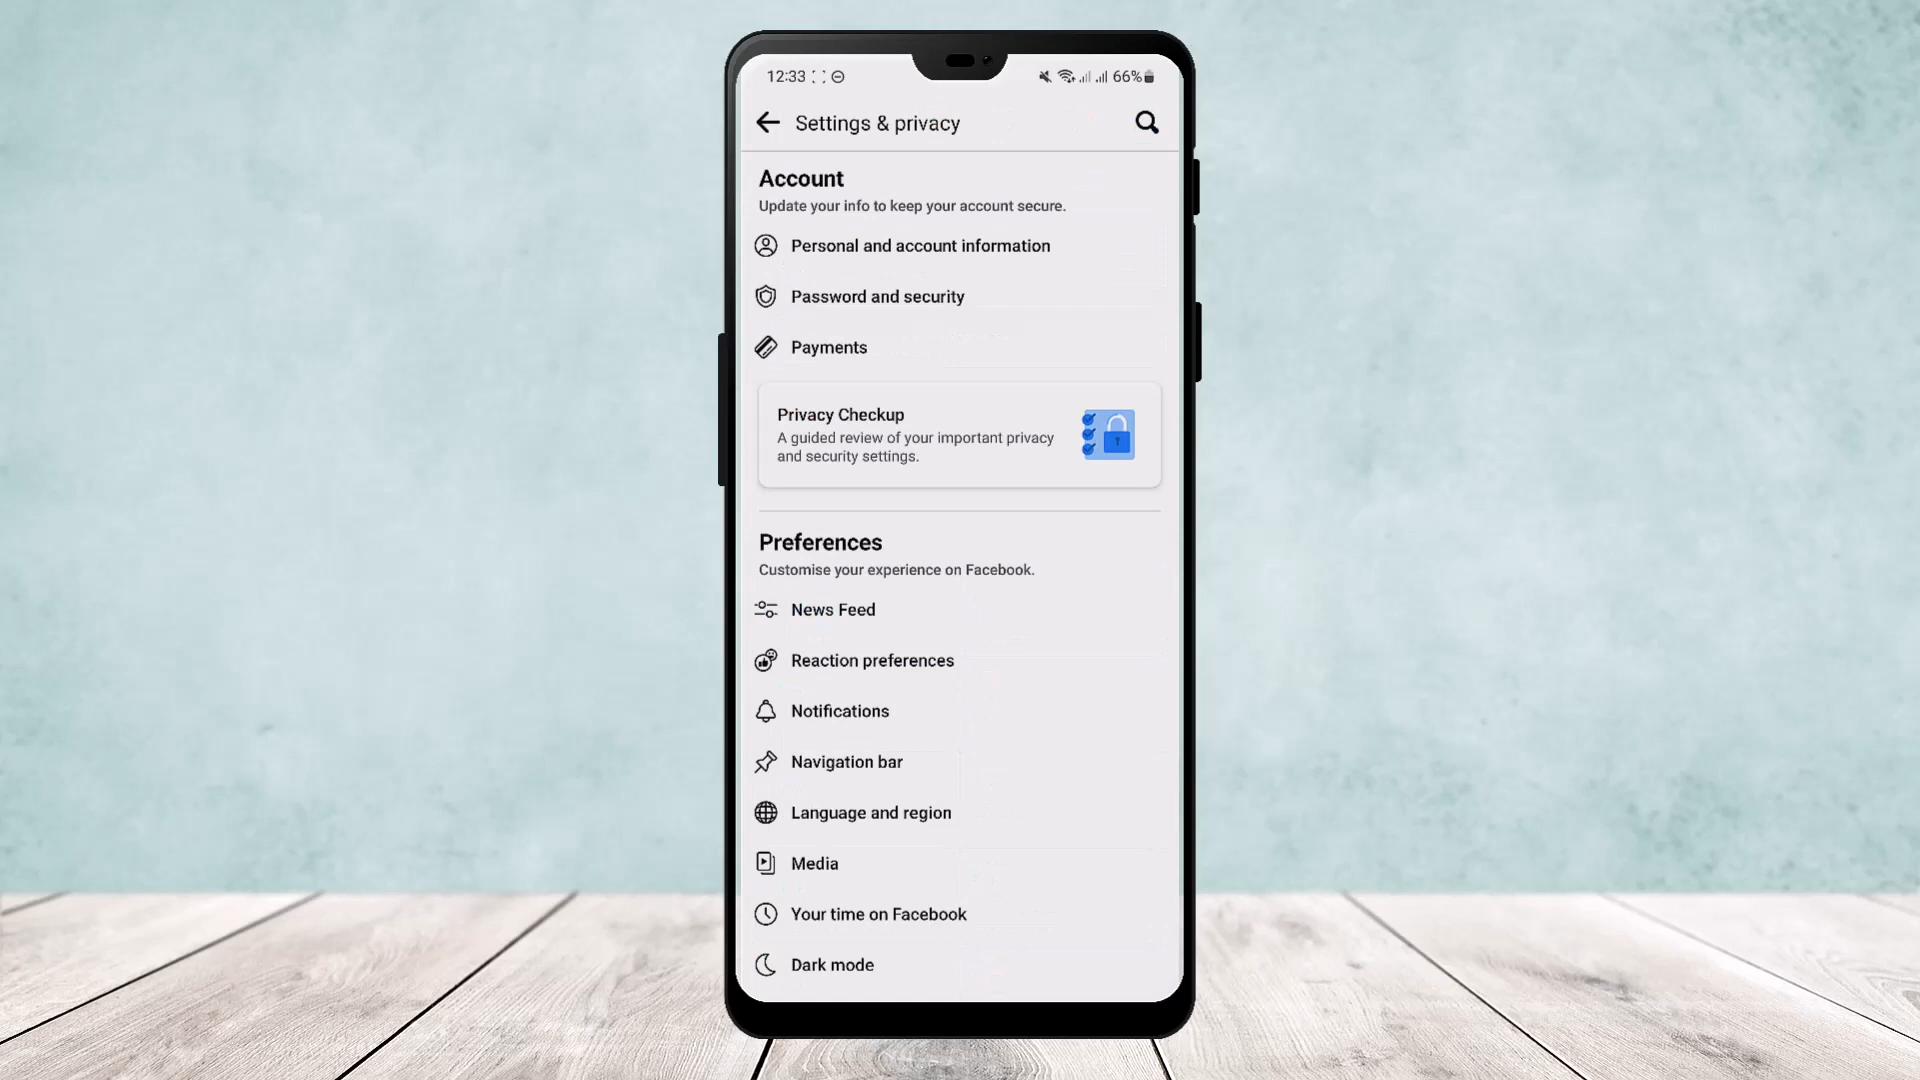 12:33 66%
Settings & privacy
Account
Update your info to keep your account secure.
Personal and account information
Password and security
Payments
Privacy Checkup
A guided review of your important privacy
and security settings.
Preferences
Customise your experience on Facebook.
News Feed
Reaction preferences
Notifications
Navigation bar
Language and region
Media
Your time on Facebook
Dark mode